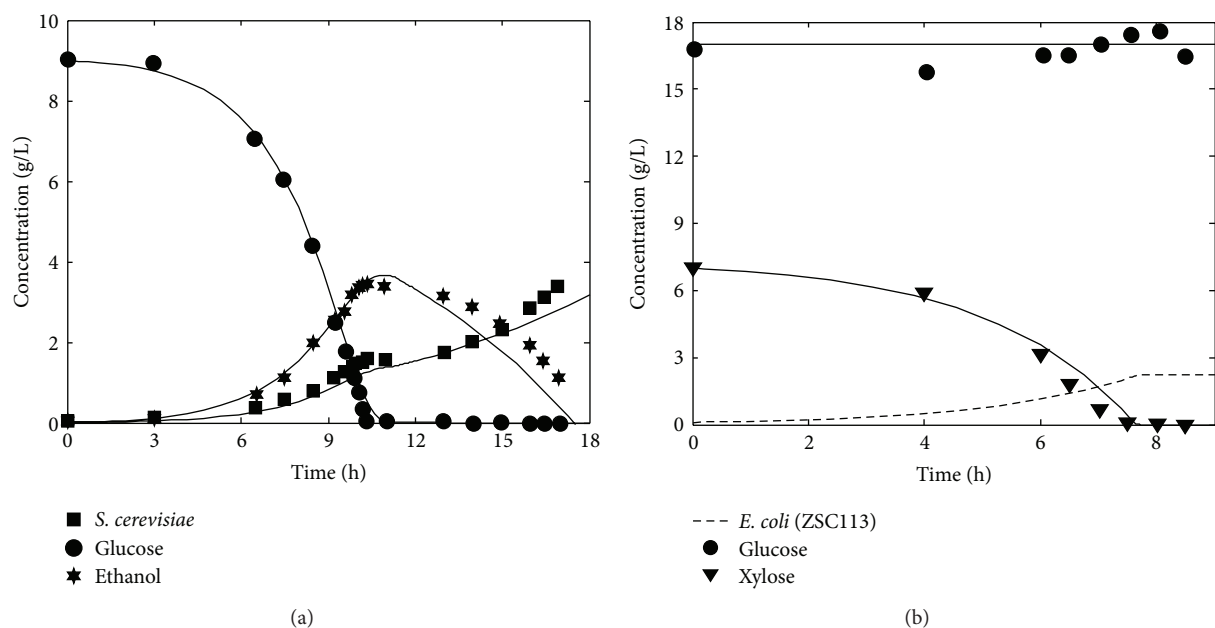 10
8
6
4
2
0
Concentration (g/L)
0 3 6 9 12 15 18
Time (h)
S. cerevisiae
Glucose
Ethanol
(a)
18
15
12
9
6
3
0
Concentration (g/L)
0 2 4 6 8
Time (h)
E. coli (ZSC113)
Glucose
Xylose
(b)